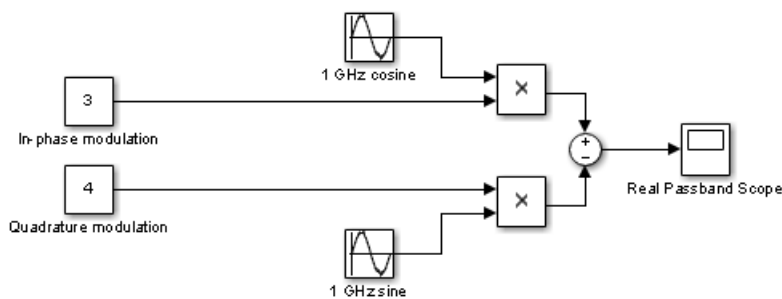 1 GHz cosine
×
3
In-phase modulation
+
−
Real Passband Scope
4
×
Quadrature modulation
1 GHz sine